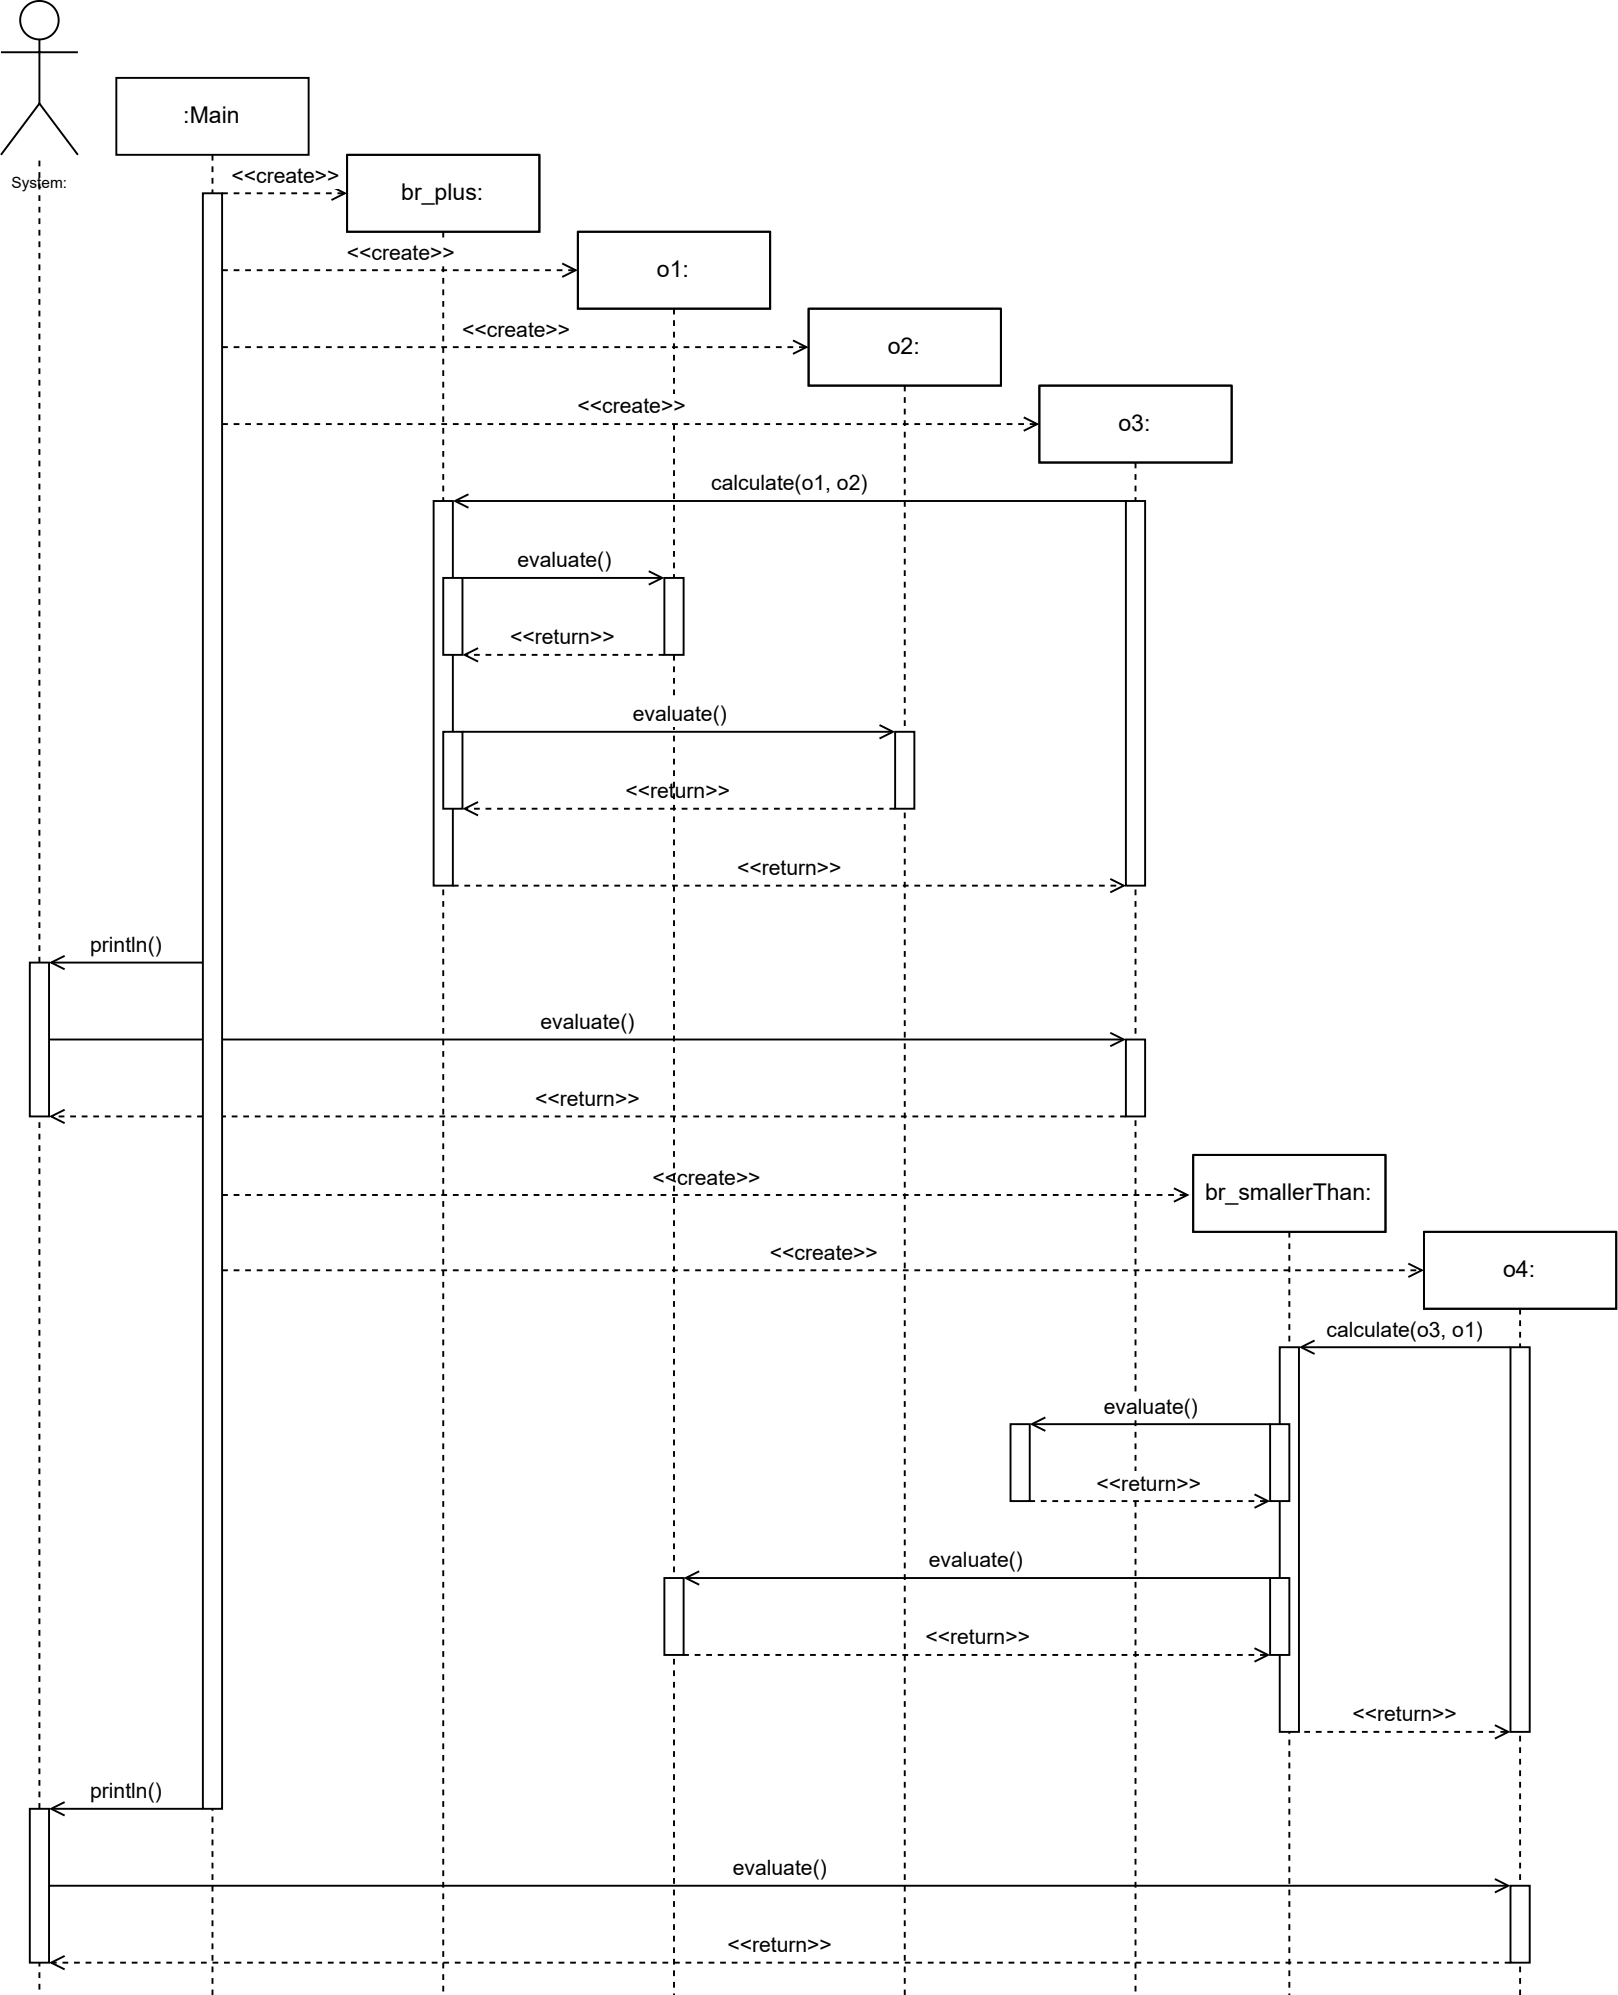 :Main
<<create>>
System:
br_plus:
<<create>>
o1:
<<create>>
o2:
<<create>>
o3:
calculate(o1, o2)
evaluate()
<<return>>
evaluate()
<<return>>
<<return>>
println()
evaluate()
<<return>>
<<create>>
br_smallerThan:
<<create>>
o4:
calculate(o3, o1)
evaluate()
<<return>>
evaluate()
<<return>>
<<return>>
println()
evaluate()
<<return>>